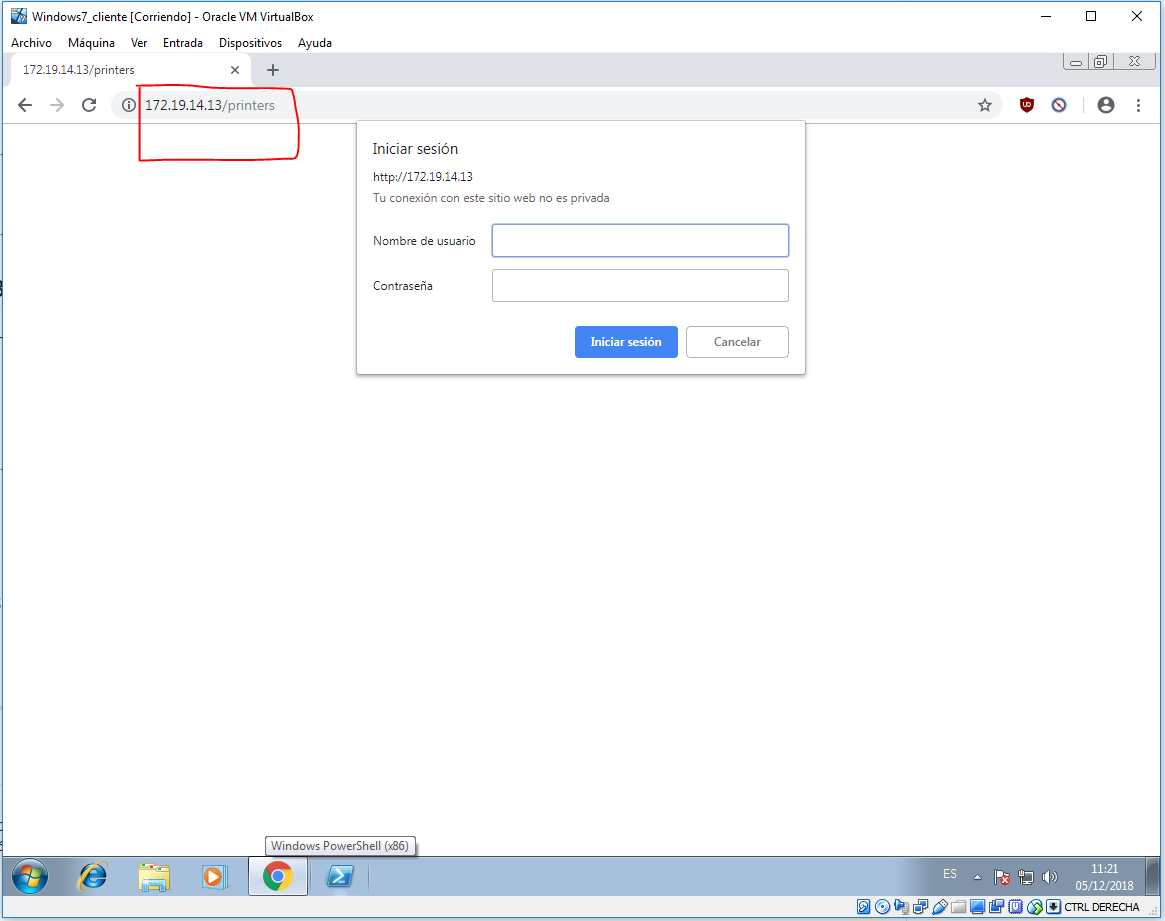 Windows7_cliente [Corriendo] - Oracle VM VirtualBox
Archivo Máquina Ver Entrada Dispositivos Ayuda
172.19.14.13/printers
172.19.14.13/printers
Iniciar sesión
http://172.19.14.13
Tu conexión con este sitio web no es privada
Nombre de usuario
Contraseña
Iniciar sesión Cancelar
Windows PowerShell (x86)
ES
11:21
05/12/2018
CTRL DERECHA